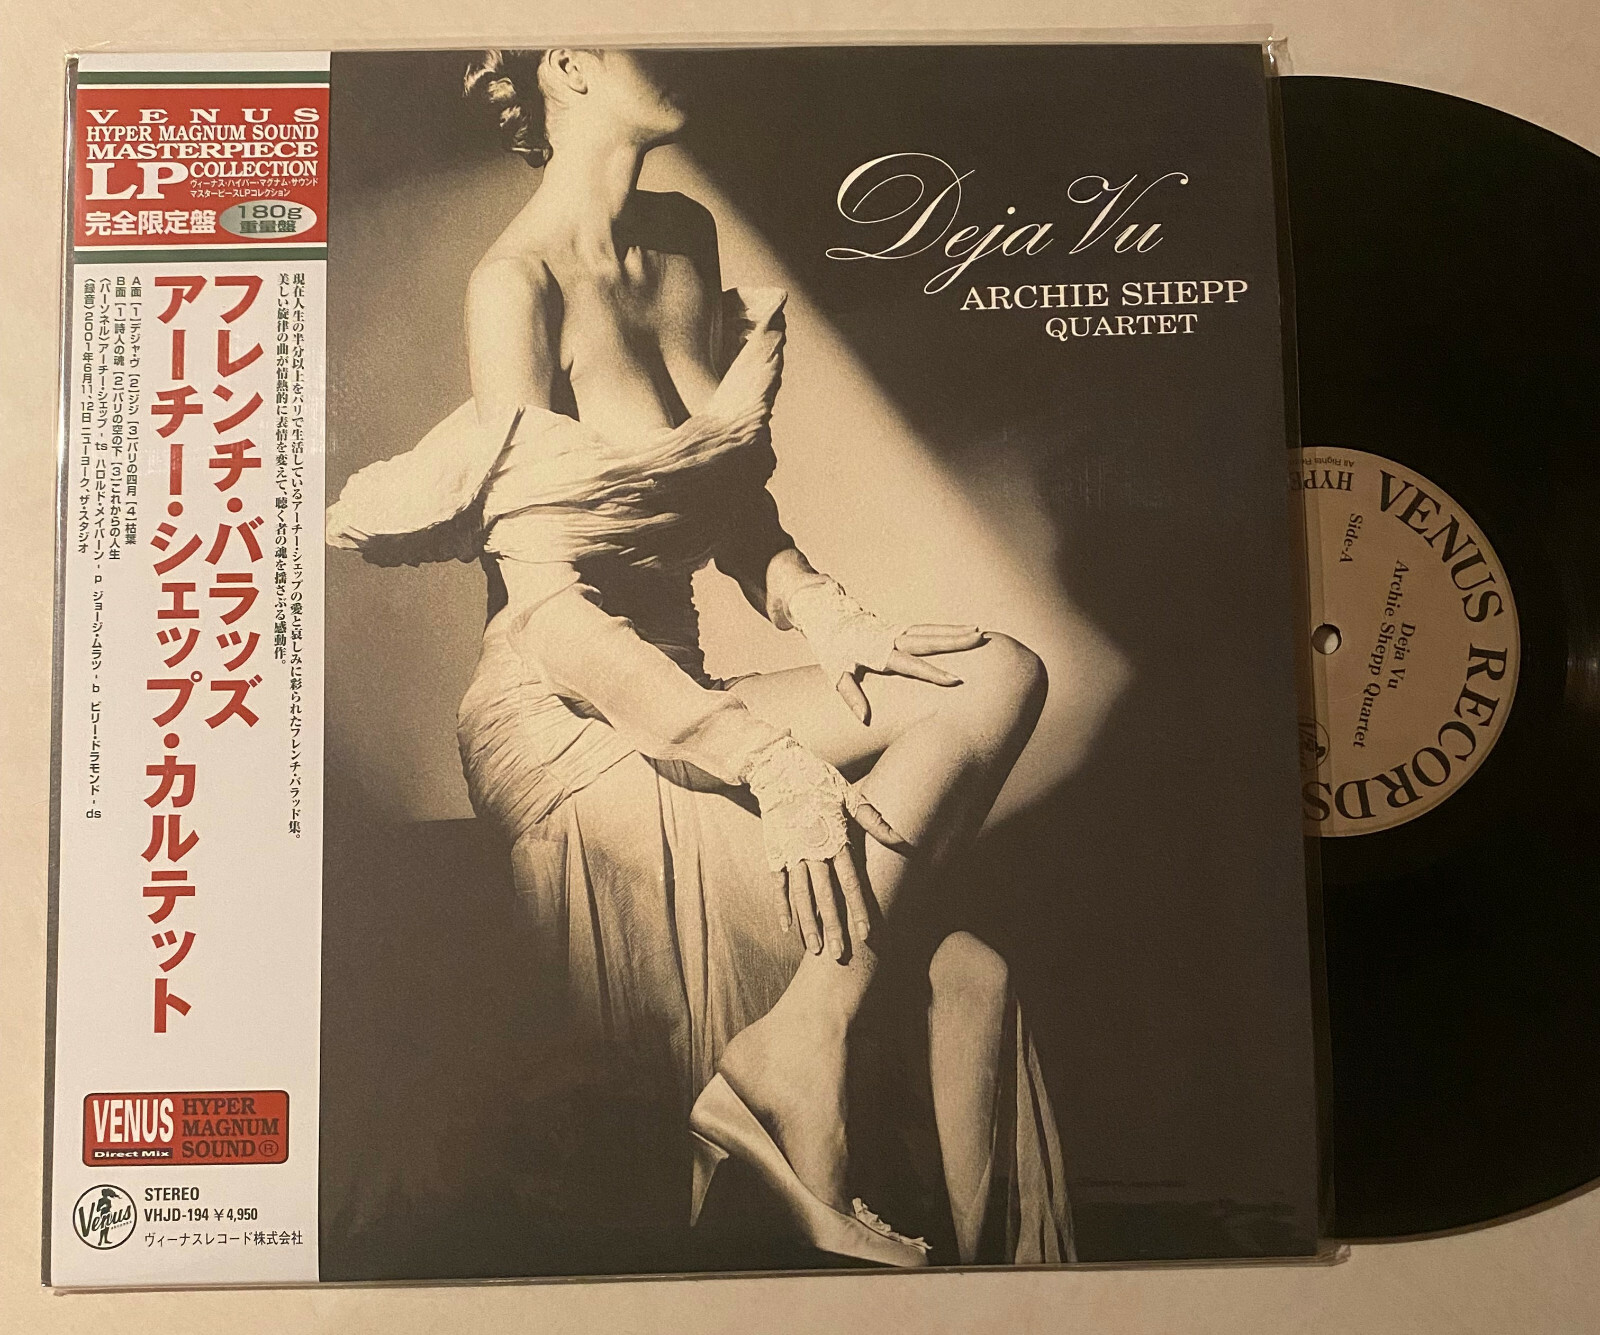 VENUS
HYPER MAGNUM SOUND
MASTERPIECE
LP COLLECTION
ヴィーナス・ハイパー・マグナム・サウンド
マスターピースLPコレクション
完全限定盤
180g
重量盤
現在人生の半分以上をパリで生活しているアーチー・シェップの愛と哀しみに彩られたフレンチ・バラッド集。
美しい旋律の曲が情熱的に表情を変えて、聴く者の魂を揺さぶる感動作。
フレンチ・バラッズ
アーチー・シェップ・カルテット
A面 [1]デジャ・ヴ [2]ジジ [3]パリの四月 [4]枯葉
B面 [1]詩人の魂 [2]パリの空の下 [3]これからの人生
〈パーソネル〉アーチー・シェップ - ts ハロルド・メイバーン - p ジョージ・ムラツ - b ビリー・ドラモンド - ds
〈録音〉2001年6月11、12日 ニューヨーク、ザ・スタジオ
VENUS
Direct Mix
HYPER
MAGNUM
SOUND®
Venus
STEREO
VHJD-194 ¥4,950
ヴィーナスレコード株式会社
Deja Vu
ARCHIE SHEPP
QUARTET
VENUS RECORDS
HYPE
All Rights Re
Side-A
Deja Vu
Archie Shepp Quartet